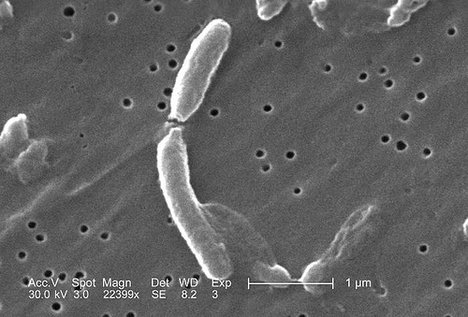 Acc.V Spot Magn Det WD Exp 1 µm
30.0 kV 3.0 22399x SE 8.2 3